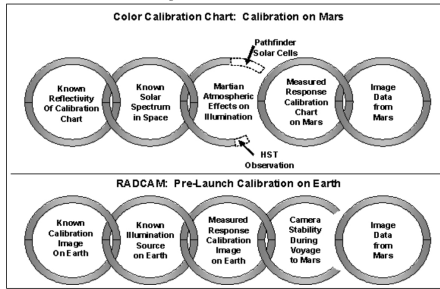 Color Calibration Chart: Calibration on Mars
Pathfinder
Solar Cells
Known
Reflectivity
Of Calibration
Chart
Known
Solar
Spectrum
in Space
Martian
Atmospheric
Effects on
Illumination
Measured
Response
Calibration
Chart
on Mars
Image
Data
from
Mars
HST
Observation
RADCAM: Pre-Launch Calibration on Earth
Known
Calibration
Image
On Earth
Known
Illumination
Source
on Earth
Measured
Response
Calibration
Image
on Earth
Camera
Stability
During
Voyage
to Mars
Image
Data
from
Mars